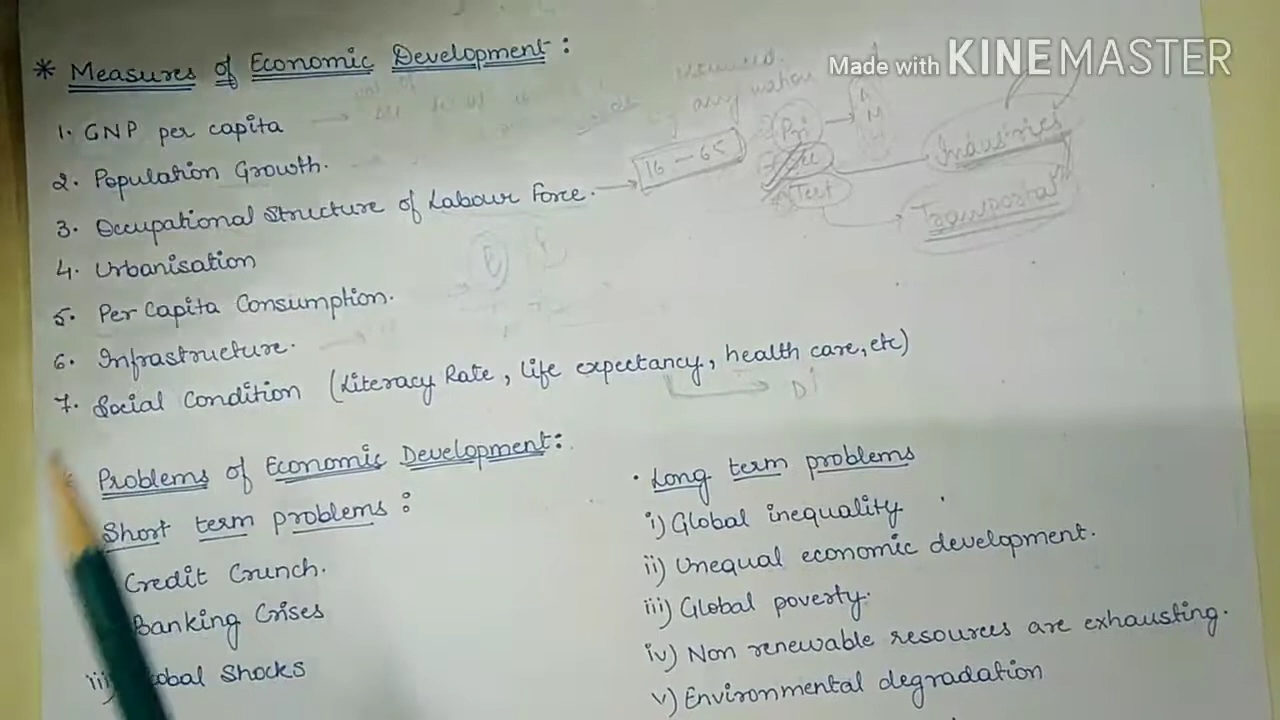 Made with KINEMASTER
* Measures of Economic Development :
1. GNP per capita
2. Population Growth.
3. Occupational Structure of Labour Force. → 16 - 65
Pri
Tert
Industries
4. Urbanisation
5. Per Capita Consumption.
6. Infrastructure.
7. Social Condition (Literacy Rate, life expectancy, health care, etc)
Problems of Economic Development:
Short term problems :
Credit Crunch.
Banking Crises
iii) Shocks
• Long term problems
i) Global inequality
ii) Unequal economic development.
iii) Global poverty.
iv) Non renewable resources are exhausting.
v) Environmental degradation